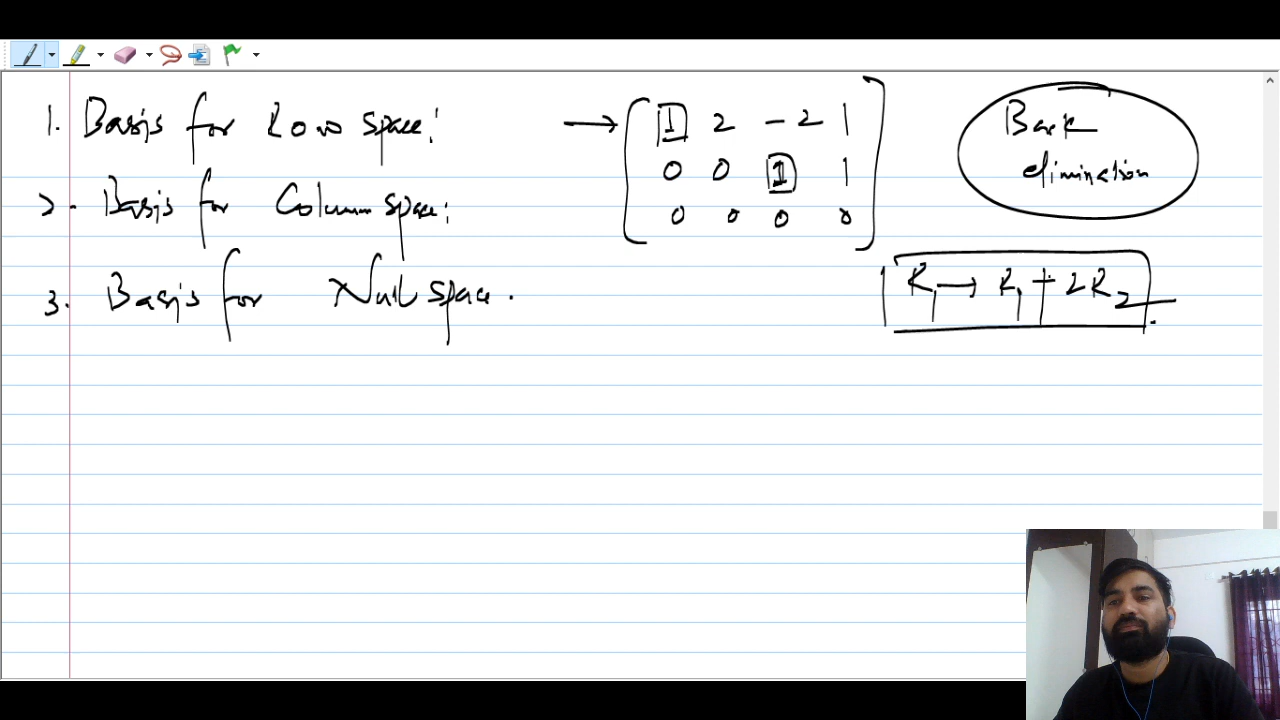 1. Basis for Row space:
2. Basis for Column space:
3. Basis for Null space.
→ [ 1 2 -2 1
0 0 1 1
0 0 0 0 ]
Back
elimination
R1 → R1 + 2R2